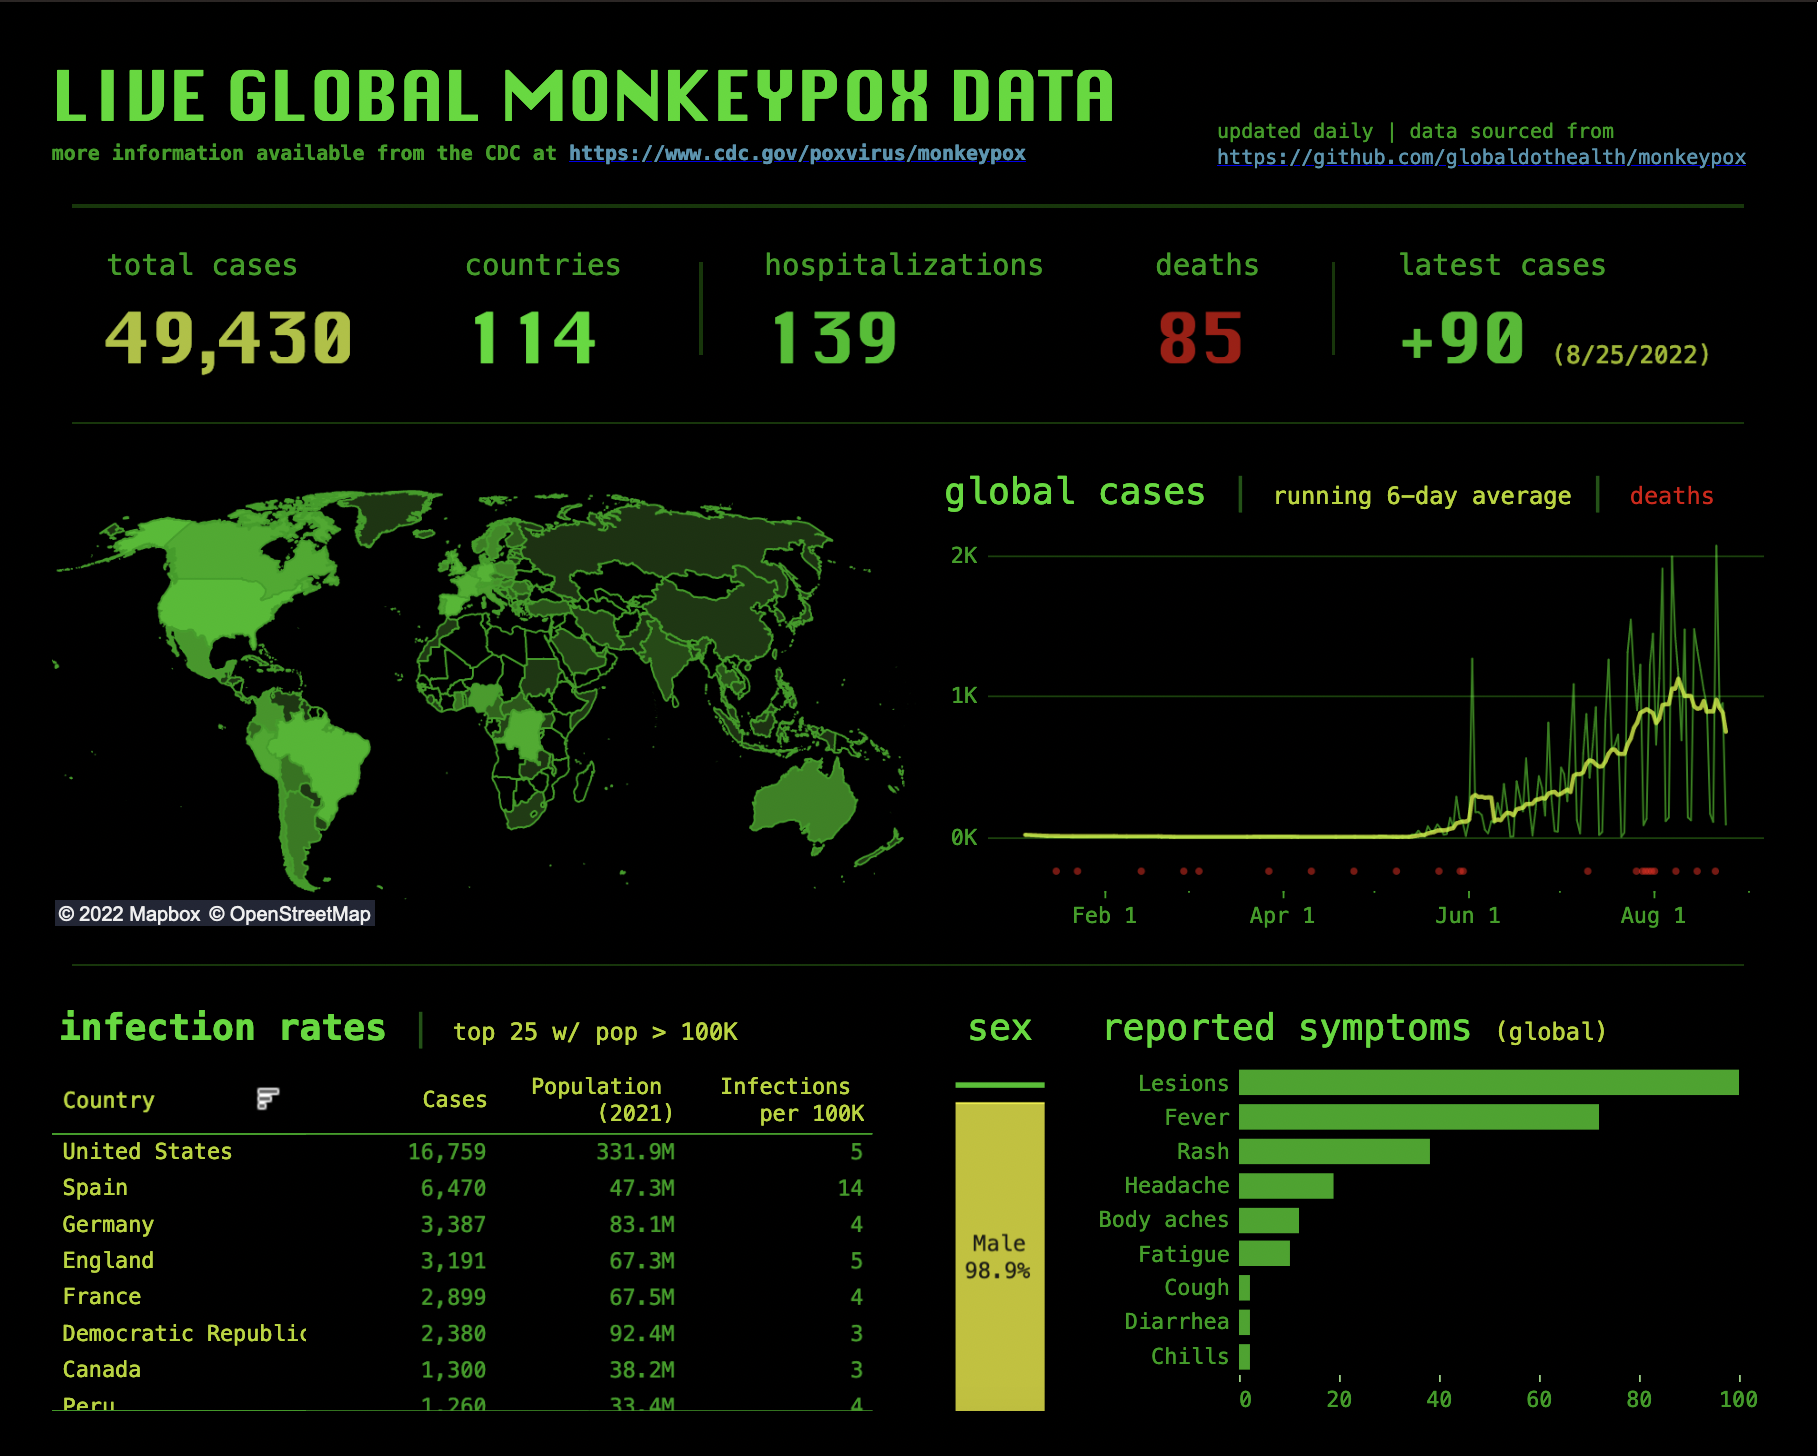 LIVE GLOBAL MONKEYPOX DATA
more information available from the CDC at https://www.cdc.gov/poxvirus/monkeypox
updated daily | data sourced from
https://github.com/globaldothealth/monkeypox
total cases
49,430
countries
114
hospitalizations
139
deaths
85
latest cases
+90 (8/25/2022)
© 2022 Mapbox © OpenStreetMap
global cases | running 6-day average | deaths
2K
1K
0K
Feb 1 Apr 1 Jun 1 Aug 1
infection rates | top 25 w/ pop > 100K
Country Cases Population (2021) Infections per 100K
United States 16,759 331.9M 5
Spain 6,470 47.3M 14
Germany 3,387 83.1M 4
England 3,191 67.3M 5
France 2,899 67.5M 4
Democratic Republic 2,380 92.4M 3
Canada 1,300 38.2M 3
Peru 1,260 33.4M 4
sex
Male
98.9%
reported symptoms (global)
Lesions
Fever
Rash
Headache
Body aches
Fatigue
Cough
Diarrhea
Chills
0 20 40 60 80 100